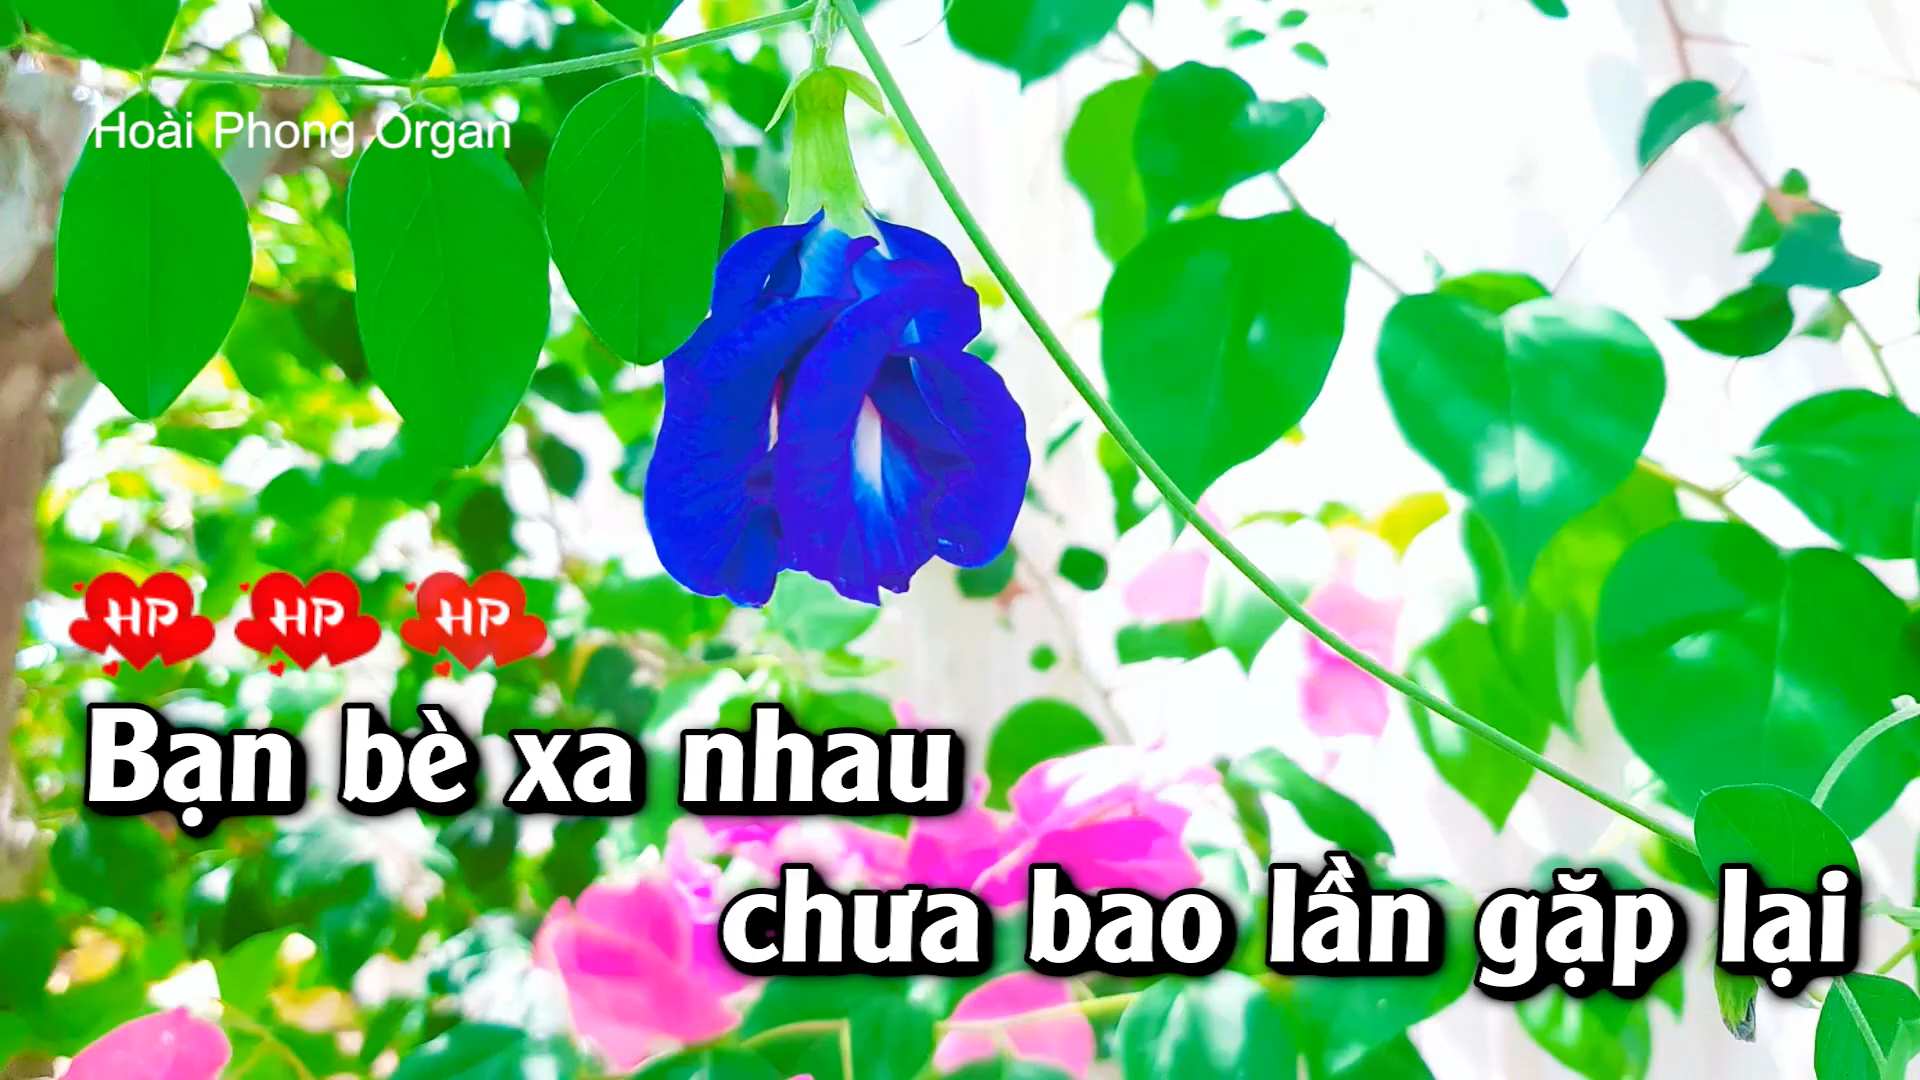 Hoài Phong Organ
HP HP HP
Bạn bè xa nhau
chưa bao lần gặp lại